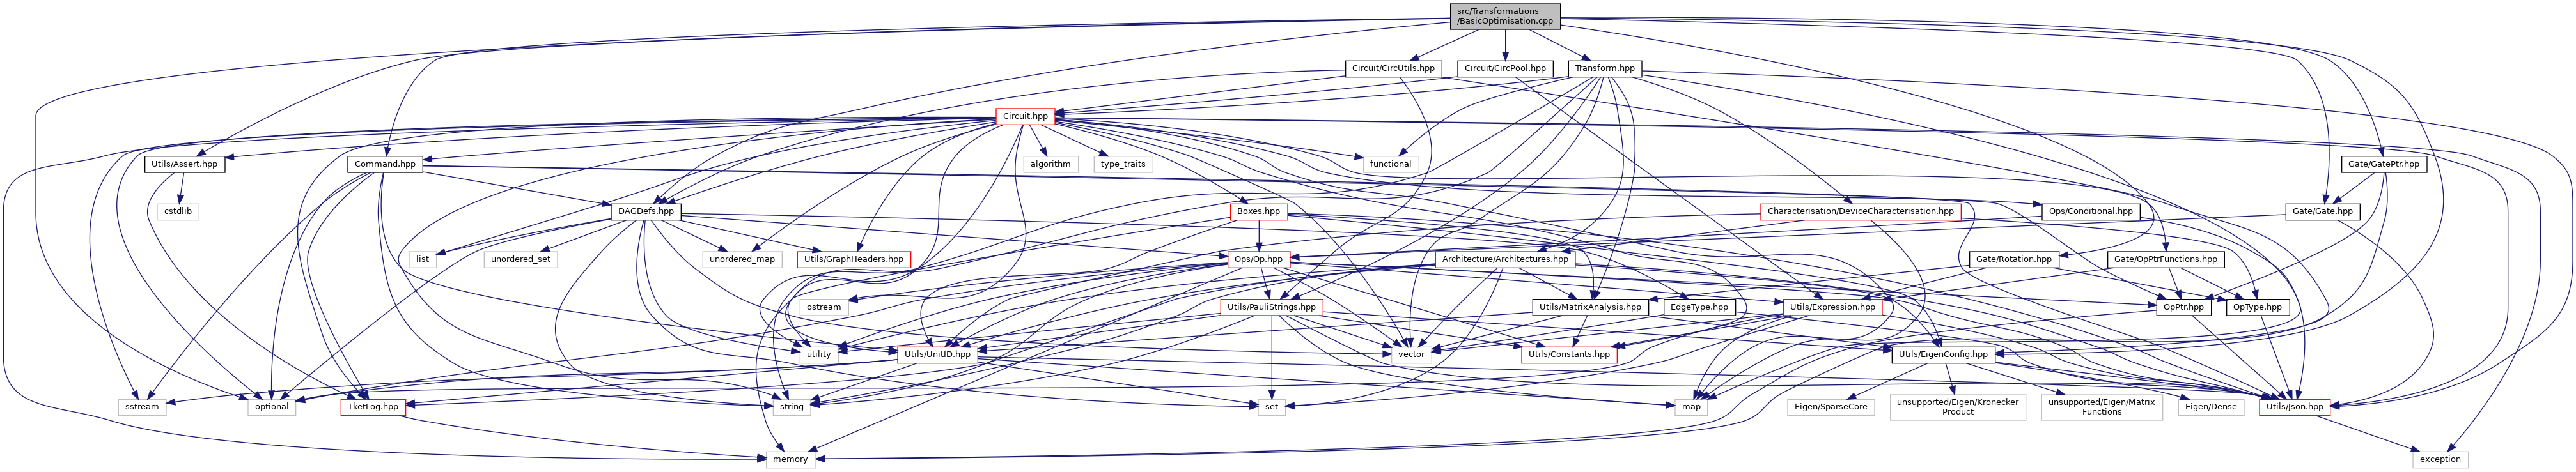 src/Transformations
/BasicOptimisation.cpp
Circuit/CircUtils.hpp
Circuit/CircPool.hpp
Transform.hpp
Circuit.hpp
Utils/Assert.hpp
Command.hpp
algorithm
type_traits
functional
Gate/GatePtr.hpp
cstdlib
DAGDefs.hpp
Boxes.hpp
Characterisation/DeviceCharacterisation.hpp
Ops/Conditional.hpp
Gate/Gate.hpp
list
unordered_set
unordered_map
Utils/GraphHeaders.hpp
Ops/Op.hpp
Architecture/Architectures.hpp
Gate/Rotation.hpp
Gate/OpPtrFunctions.hpp
ostream
Utils/PauliStrings.hpp
Utils/MatrixAnalysis.hpp
EdgeType.hpp
Utils/Expression.hpp
OpPtr.hpp
OpType.hpp
utility
Utils/UnitID.hpp
vector
Utils/Constants.hpp
Utils/EigenConfig.hpp
sstream
optional
TketLog.hpp
string
set
map
Eigen/SparseCore
unsupported/Eigen/Kronecker
Product
unsupported/Eigen/Matrix
Functions
Eigen/Dense
Utils/Json.hpp
memory
exception